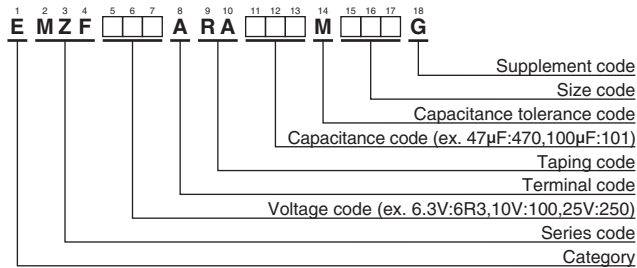 1 2 3 4 5 6 7 8 9 10 11 12 13 14 15 16 17 18
E M Z F A R A M G
Supplement code
Size code
Capacitance tolerance code
Capacitance code (ex. 47µF:470,100µF:101)
Taping code
Terminal code
Voltage code (ex. 6.3V:6R3,10V:100,25V:250)
Series code
Category